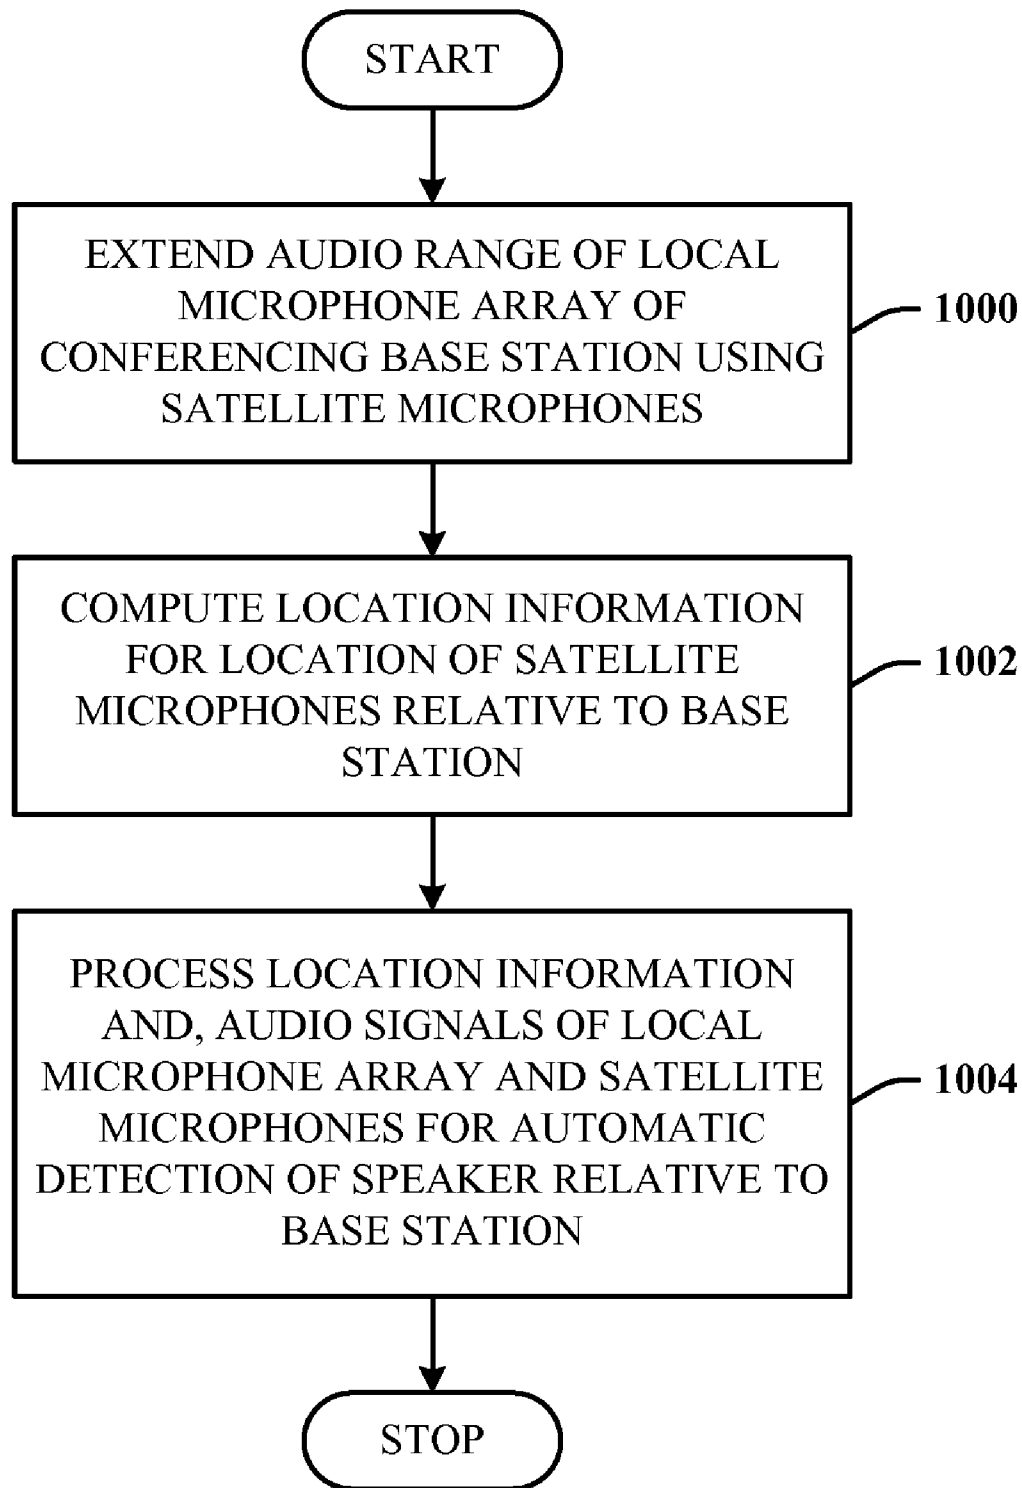 START
EXTEND AUDIO RANGE OF LOCAL
MICROPHONE ARRAY OF
CONFERENCING BASE STATION USING
SATELLITE MICROPHONES
1000
COMPUTE LOCATION INFORMATION
FOR LOCATION OF SATELLITE
MICROPHONES RELATIVE TO BASE
STATION
1002
PROCESS LOCATION INFORMATION
AND, AUDIO SIGNALS OF LOCAL
MICROPHONE ARRAY AND SATELLITE
MICROPHONES FOR AUTOMATIC
DETECTION OF SPEAKER RELATIVE TO
BASE STATION
1004
STOP